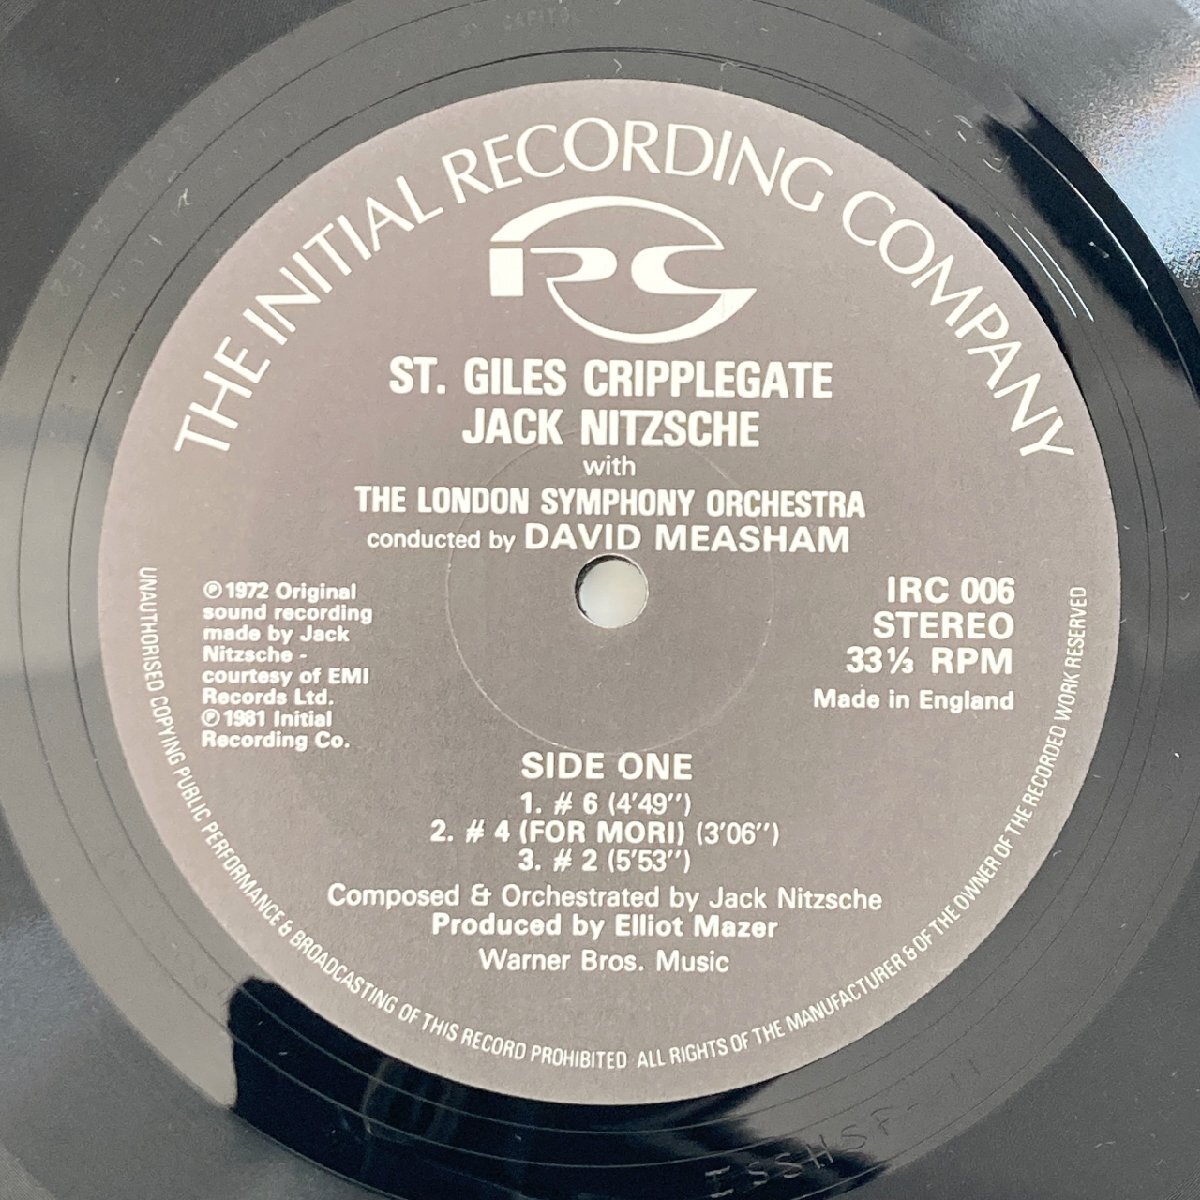 THE INITIAL RECORDING COMPANY
IRC
ST. GILES CRIPPLEGATE
JACK NITZSCHE
with
THE LONDON SYMPHONY ORCHESTRA
conducted by DAVID MEASHAM
℗ 1972 Original
sound recording
made by Jack
Nitzsche -
courtesy of EMI
Records Ltd.
℗ 1981 Initial
Recording Co.
IRC 006
STEREO
33⅓ RPM
Made in England
SIDE ONE
1. # 6 (4'49")
2. # 4 (FOR MORI) (3'06")
3. # 2 (5'53")
Composed & Orchestrated by Jack Nitzsche
Produced by Elliot Mazer
Warner Bros. Music
UNAUTHORISED COPYING PUBLIC PERFORMANCE & BROADCASTING OF THIS RECORD PROHIBITED ALL RIGHTS OF THE MANUFACTURER & OF THE OWNER OF THE RECORDED WORK RESERVED